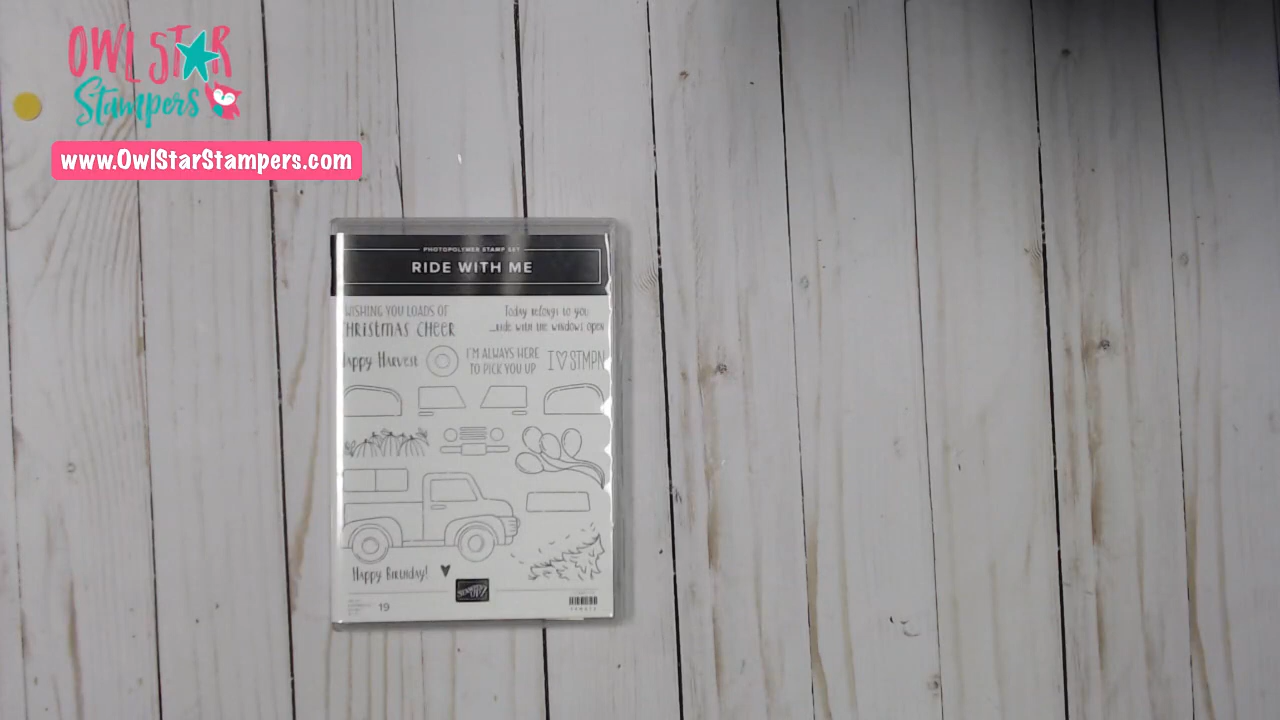 OWL STAR
Stampers
www.OwlStarStampers.com
PHOTOPOLYMER STAMP SET
RIDE WITH ME
WISHING YOU LOADS OF
CHRISTMAS CHEER
Today belongs to you
...ride with the windows open
Happy Harvest
I'M ALWAYS HERE
TO PICK YOU UP
I STMPN
Happy Birthday!
STAMPIN' UP!
19